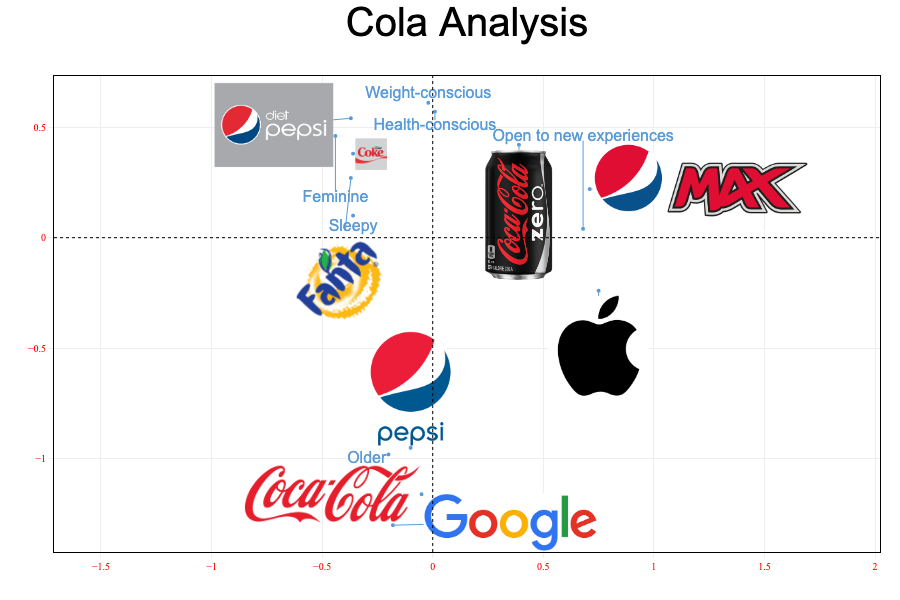 Cola Analysis
Weight-conscious
diet
pepsi
Health-conscious
Open to new experiences
0.5
Coke
Coca-Cola
zero
MAX
Feminine
Sleepy
0
Fanta
−0.5
pepsi
Older
−1
Coca-Cola
Google
−1.5
−1
−0.5
0
0.5
1
1.5
2